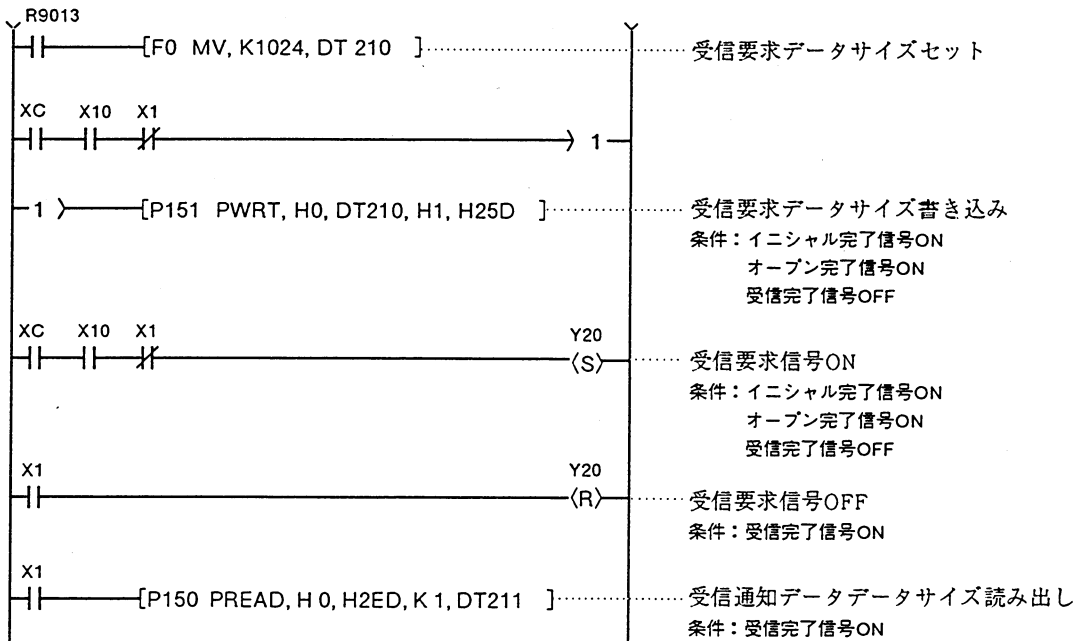 R9013
[F0 MV, K1024, DT 210 ] 受信要求データサイズセット
XC X10 X1
1
1 [P151 PWRT, H0, DT210, H1, H25D ] 受信要求データサイズ書き込み
条件：イニシャル完了信号ON
オープン完了信号ON
受信完了信号OFF
XC X10 X1 Y20
〈S〉 受信要求信号ON
条件：イニシャル完了信号ON
オープン完了信号ON
受信完了信号OFF
X1 Y20
〈R〉 受信要求信号OFF
条件：受信完了信号ON
X1
[P150 PREAD, H 0, H2ED, K 1, DT211 ] 受信通知データデータサイズ読み出し
条件：受信完了信号ON